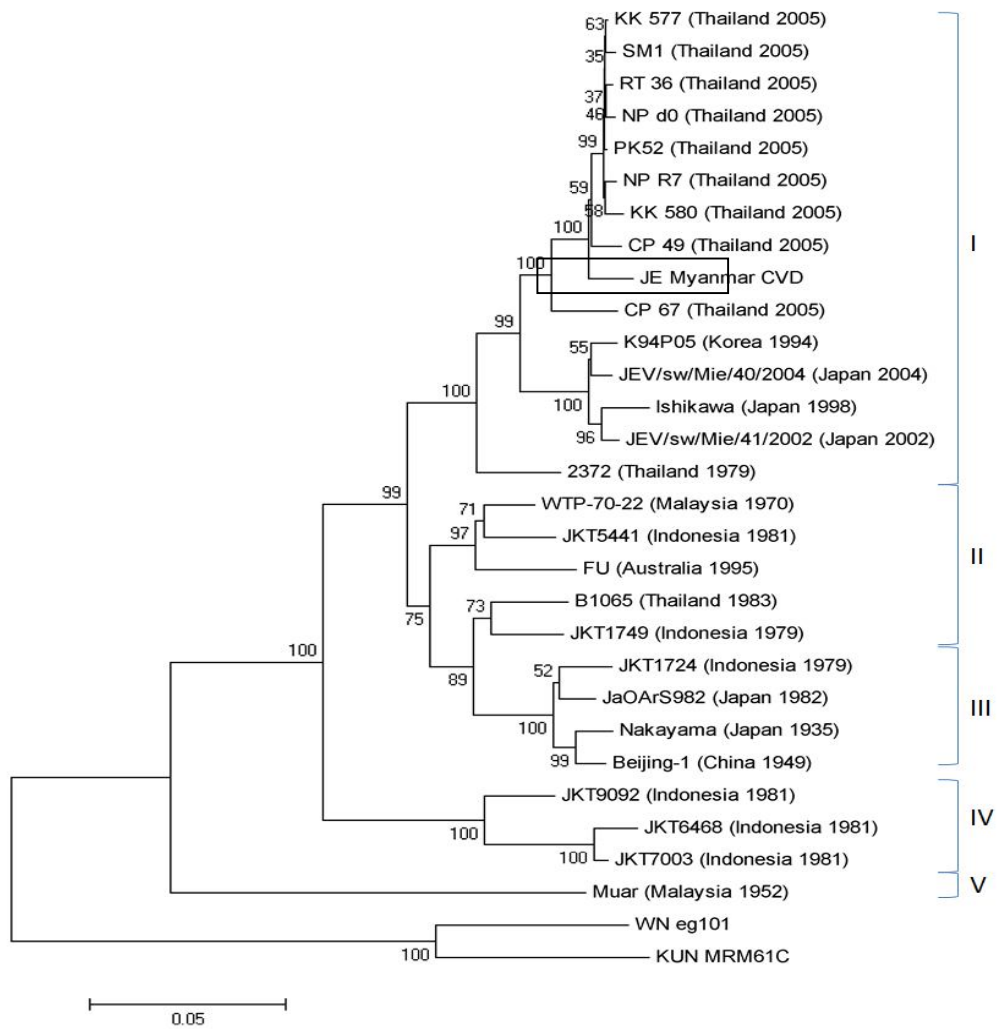 63 KK 577 (Thailand 2005)
35 SM1 (Thailand 2005)
RT 36 (Thailand 2005)
37
46 NP d0 (Thailand 2005)
99 PK52 (Thailand 2005)
59 NP R7 (Thailand 2005)
58 KK 580 (Thailand 2005)
100 CP 49 (Thailand 2005) I
100 JE Myanmar CVD
CP 67 (Thailand 2005)
99
55 K94P05 (Korea 1994)
JEV/sw/Mie/40/2004 (Japan 2004)
100 100 Ishikawa (Japan 1998)
96 JEV/sw/Mie/41/2002 (Japan 2002)
2372 (Thailand 1979)
99
71 WTP-70-22 (Malaysia 1970)
97 JKT5441 (Indonesia 1981)
II
FU (Australia 1995)
73 B1065 (Thailand 1983)
75 JKT1749 (Indonesia 1979)
100
52 JKT1724 (Indonesia 1979)
89 JaOArS982 (Japan 1982)
III
100 Nakayama (Japan 1935)
99 Beijing-1 (China 1949)
JKT9092 (Indonesia 1981)
IV
100 JKT6468 (Indonesia 1981)
100 JKT7003 (Indonesia 1981)
Muar (Malaysia 1952) V
WN eg101
100 KUN MRM61C
0.05